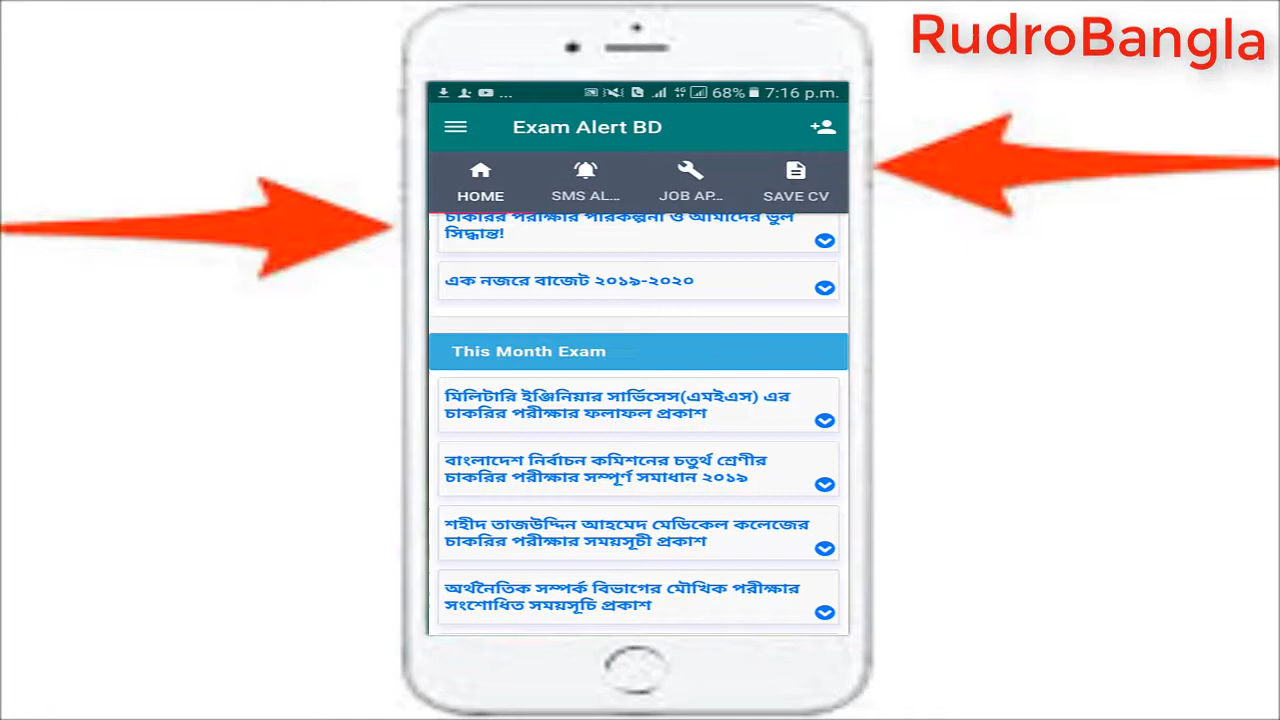 RudroBangla
... 4G 68% 7:16 p.m.
Exam Alert BD
HOME SMS AL... JOB AP... SAVE CV
চাকরির পরীক্ষার পরিকল্পনা ও আমাদের ভুল
সিদ্ধান্ত!
এক নজরে বাজেট ২০১৯-২০২০
This Month Exam
মিলিটারি ইঞ্জিনিয়ার সার্ভিসেস(এমইএস) এর
চাকরির পরীক্ষার ফলাফল প্রকাশ
বাংলাদেশ নির্বাচন কমিশনের চতুর্থ শ্রেণীর
চাকরির পরীক্ষার সম্পূর্ণ সমাধান ২০১৯
শহীদ তাজউদ্দিন আহমেদ মেডিকেল কলেজের
চাকরির পরীক্ষার সময়সূচী প্রকাশ
অর্থনৈতিক সম্পর্ক বিভাগের মৌখিক পরীক্ষার
সংশোধিত সময়সূচি প্রকাশ